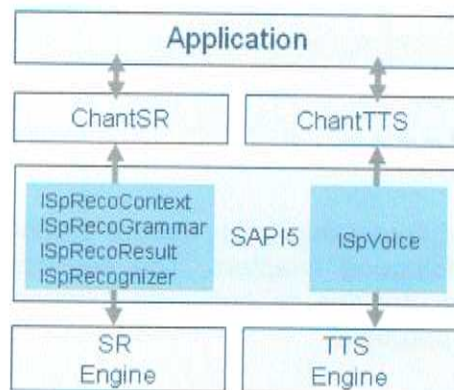 Application
ChantSR
ChantTTS
ISpRecoContext
ISpRecoGrammar
ISpRecoResult
ISpRecognizer
SAPI5
ISpVoice
SR
Engine
TTS
Engine